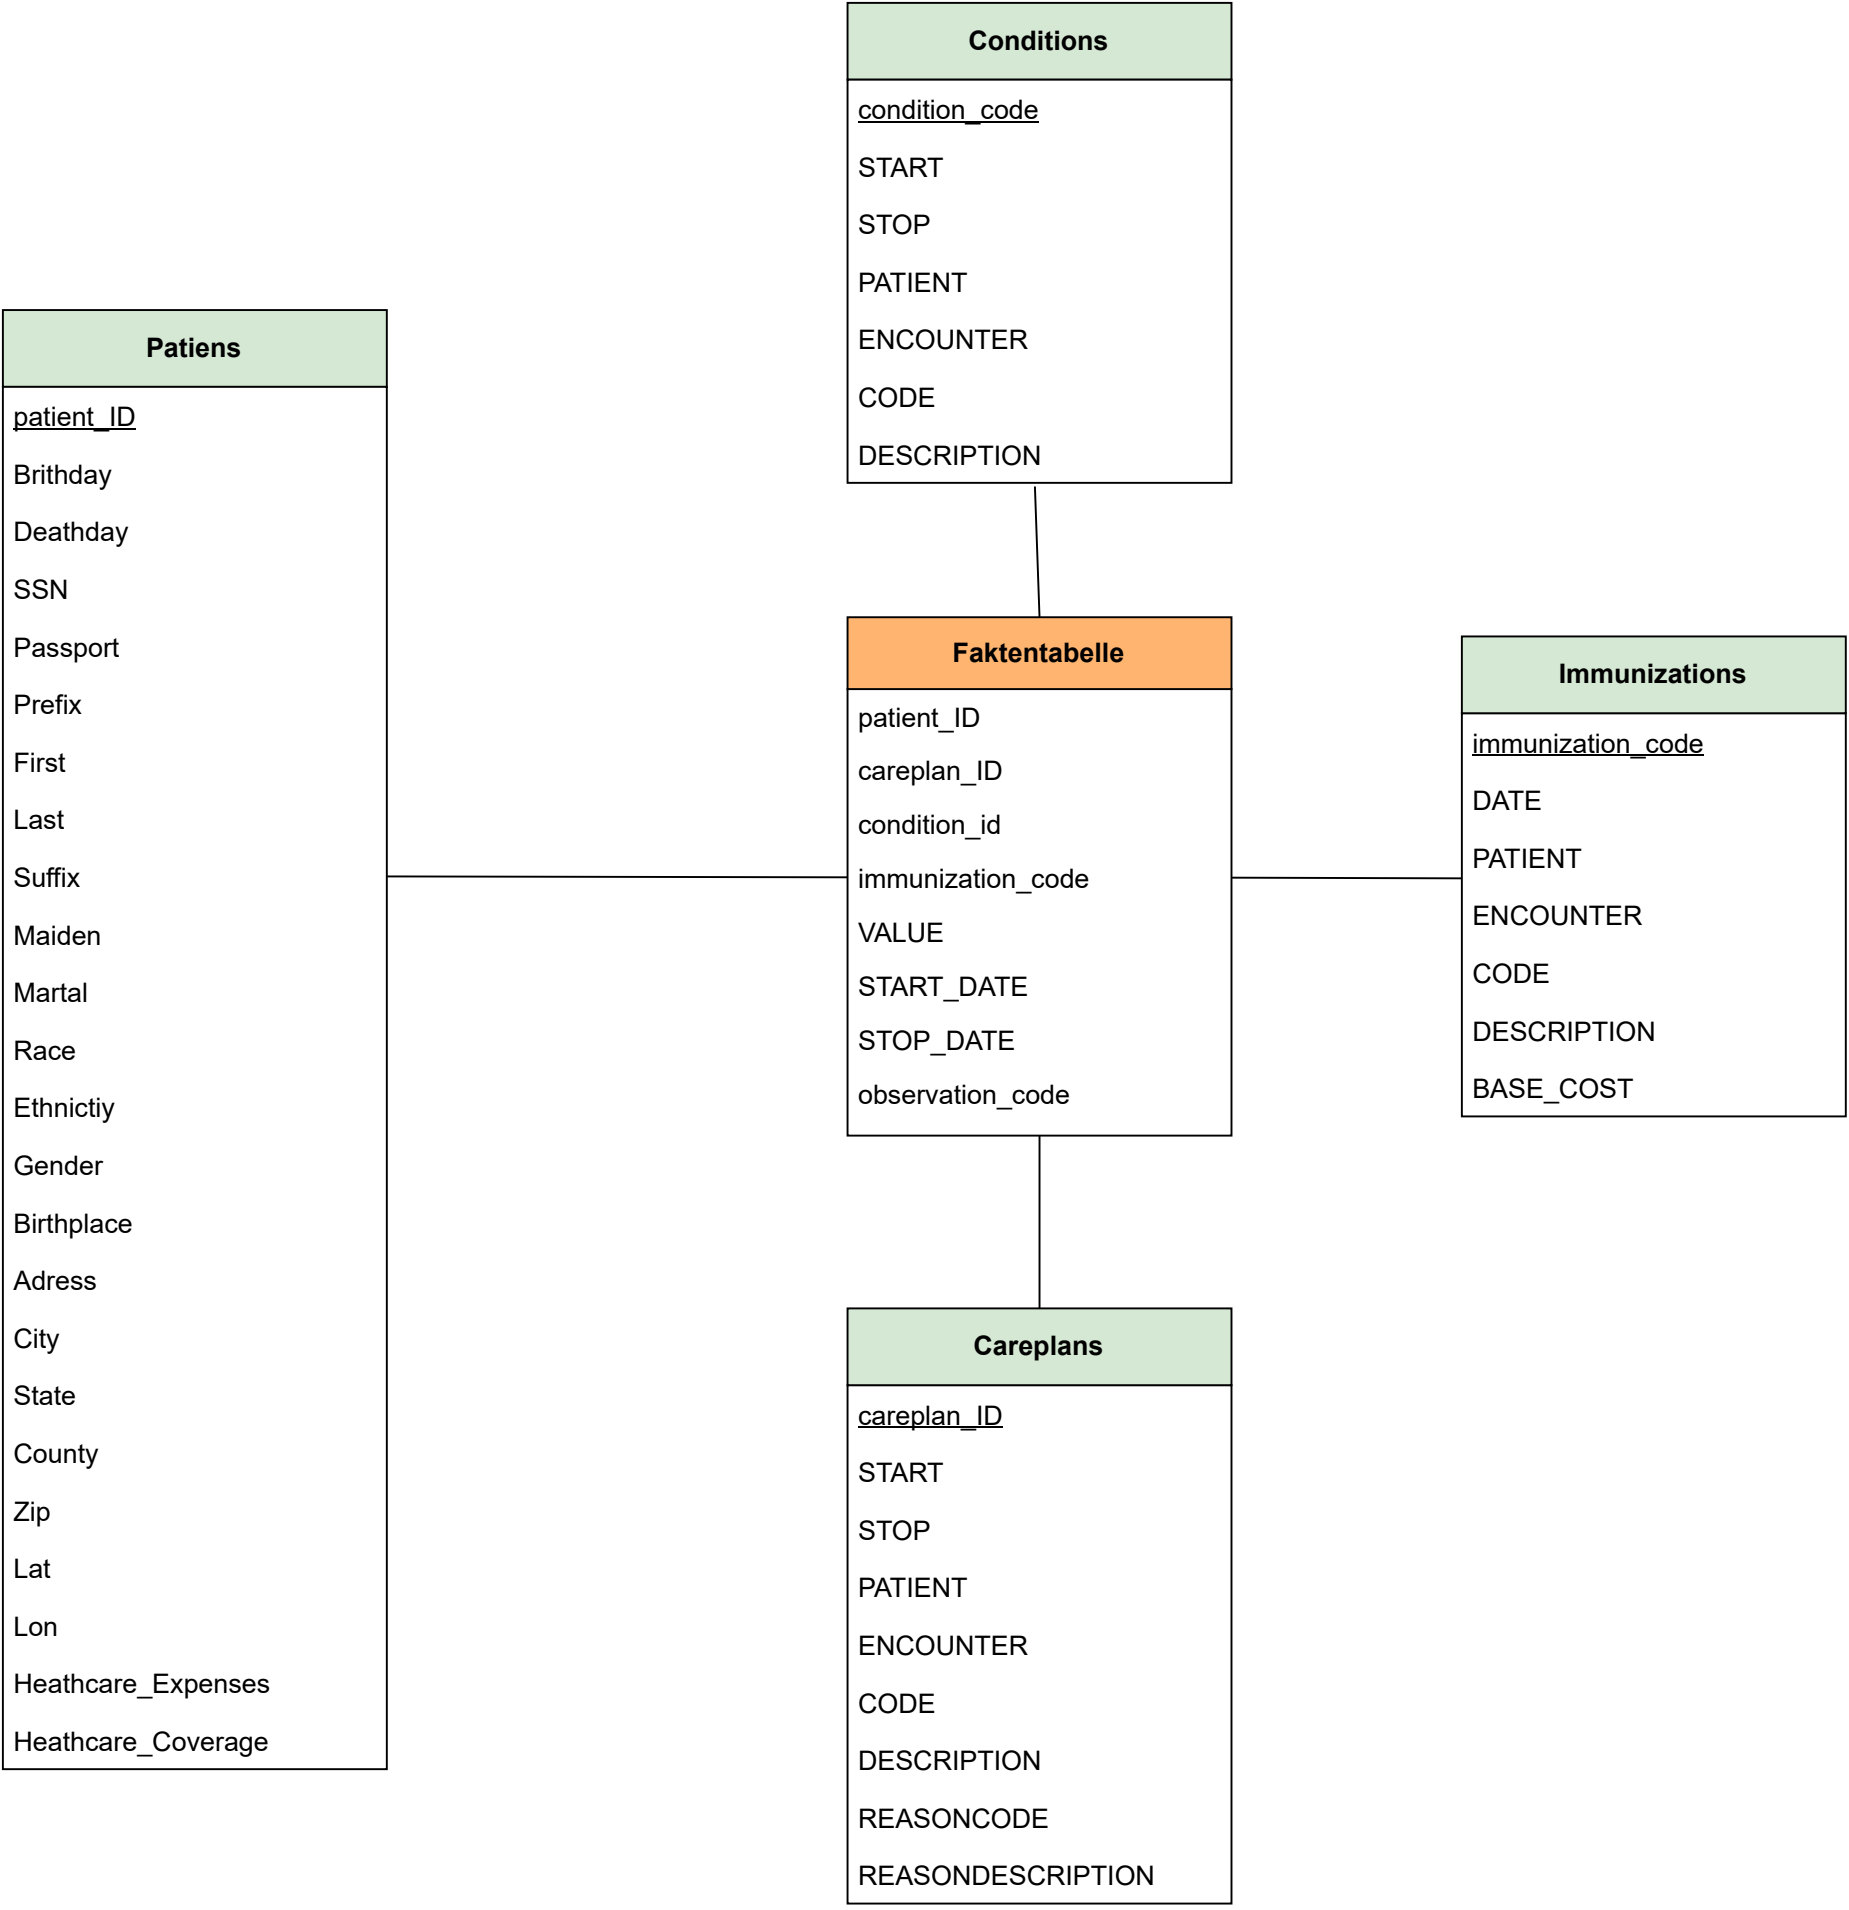 Conditions
condition_code
START
STOP
PATIENT
ENCOUNTER
CODE
DESCRIPTION
Patiens
patient_ID
Brithday
Deathday
SSN
Passport
Prefix
First
Last
Suffix
Maiden
Martal
Race
Ethnictiy
Gender
Birthplace
Adress
City
State
County
Zip
Lat
Lon
Heathcare_Expenses
Heathcare_Coverage
Faktentabelle
patient_ID
careplan_ID
condition_id
immunization_code
VALUE
START_DATE
STOP_DATE
observation_code
Immunizations
immunization_code
DATE
PATIENT
ENCOUNTER
CODE
DESCRIPTION
BASE_COST
Careplans
careplan_ID
START
STOP
PATIENT
ENCOUNTER
CODE
DESCRIPTION
REASONCODE
REASONDESCRIPTION